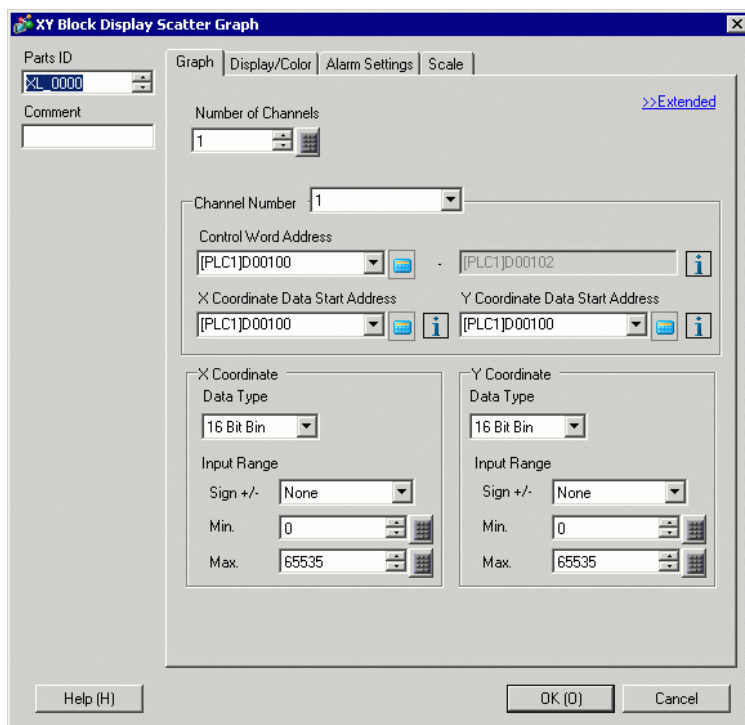 XY Block Display Scatter Graph
Parts ID
XL_0000
Comment
Graph Display/Color Alarm Settings Scale
>>Extended
Number of Channels
1
Channel Number 1
Control Word Address
[PLC1]D00100 - [PLC1]D00102
X Coordinate Data Start Address Y Coordinate Data Start Address
[PLC1]D00100 [PLC1]D00100
X Coordinate Y Coordinate
Data Type Data Type
16 Bit Bin 16 Bit Bin
Input Range Input Range
Sign +/- None Sign +/- None
Min. 0 Min. 0
Max. 65535 Max. 65535
Help (H) OK (O) Cancel